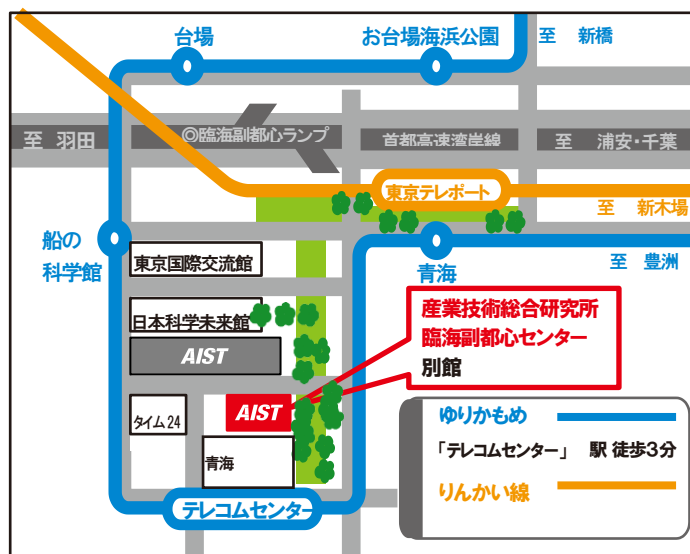 台場
お台場海浜公園
至 新橋
至 羽田
◎臨海副都心ランプ
首都高速湾岸線
至 浦安・千葉
東京テレポート
至 新木場
船の
科学館
東京国際交流館
青海
至 豊洲
日本科学未来館
AIST
産業技術総合研究所
臨海副都心センター
別館
タイム24
AIST
青海
テレコムセンター
ゆりかもめ
「テレコムセンター」 駅 徒歩3分
りんかい線